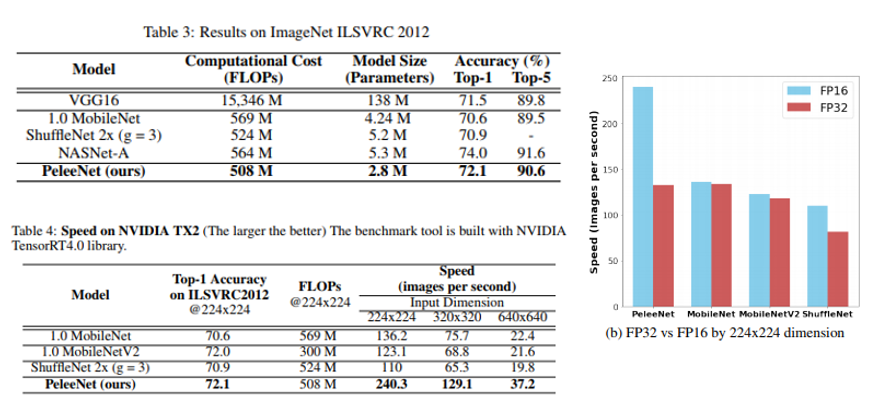 Table 3: Results on ImageNet ILSVRC 2012
Model Computational Cost (FLOPs) Model Size (Parameters) Accuracy (%) Top-1 Top-5
VGG16 15,346 M 138 M 71.5 89.8
1.0 MobileNet 569 M 4.24 M 70.6 89.5
ShuffleNet 2x (g = 3) 524 M 5.2 M 70.9 -
NASNet-A 564 M 5.3 M 74.0 91.6
PeleeNet (ours) 508 M 2.8 M 72.1 90.6
Table 4: Speed on NVIDIA TX2 (The larger the better) The benchmark tool is built with NVIDIA
TensorRT4.0 library.
Model Top-1 Accuracy on ILSVRC2012 @224x224 FLOPs @224x224 Speed (images per second)
Input Dimension
224x224 320x320 640x640
1.0 MobileNet 70.6 569 M 136.2 75.7 22.4
1.0 MobileNetV2 72.0 300 M 123.1 68.8 21.6
ShuffleNet 2x (g = 3) 70.9 524 M 110 65.3 19.8
PeleeNet (ours) 72.1 508 M 240.3 129.1 37.2
Speed (Images per second)
250
200
150
100
50
0
FP16
FP32
PeleeNet MobileNet MobileNetV2 ShuffleNet
(b) FP32 vs FP16 by 224x224 dimension